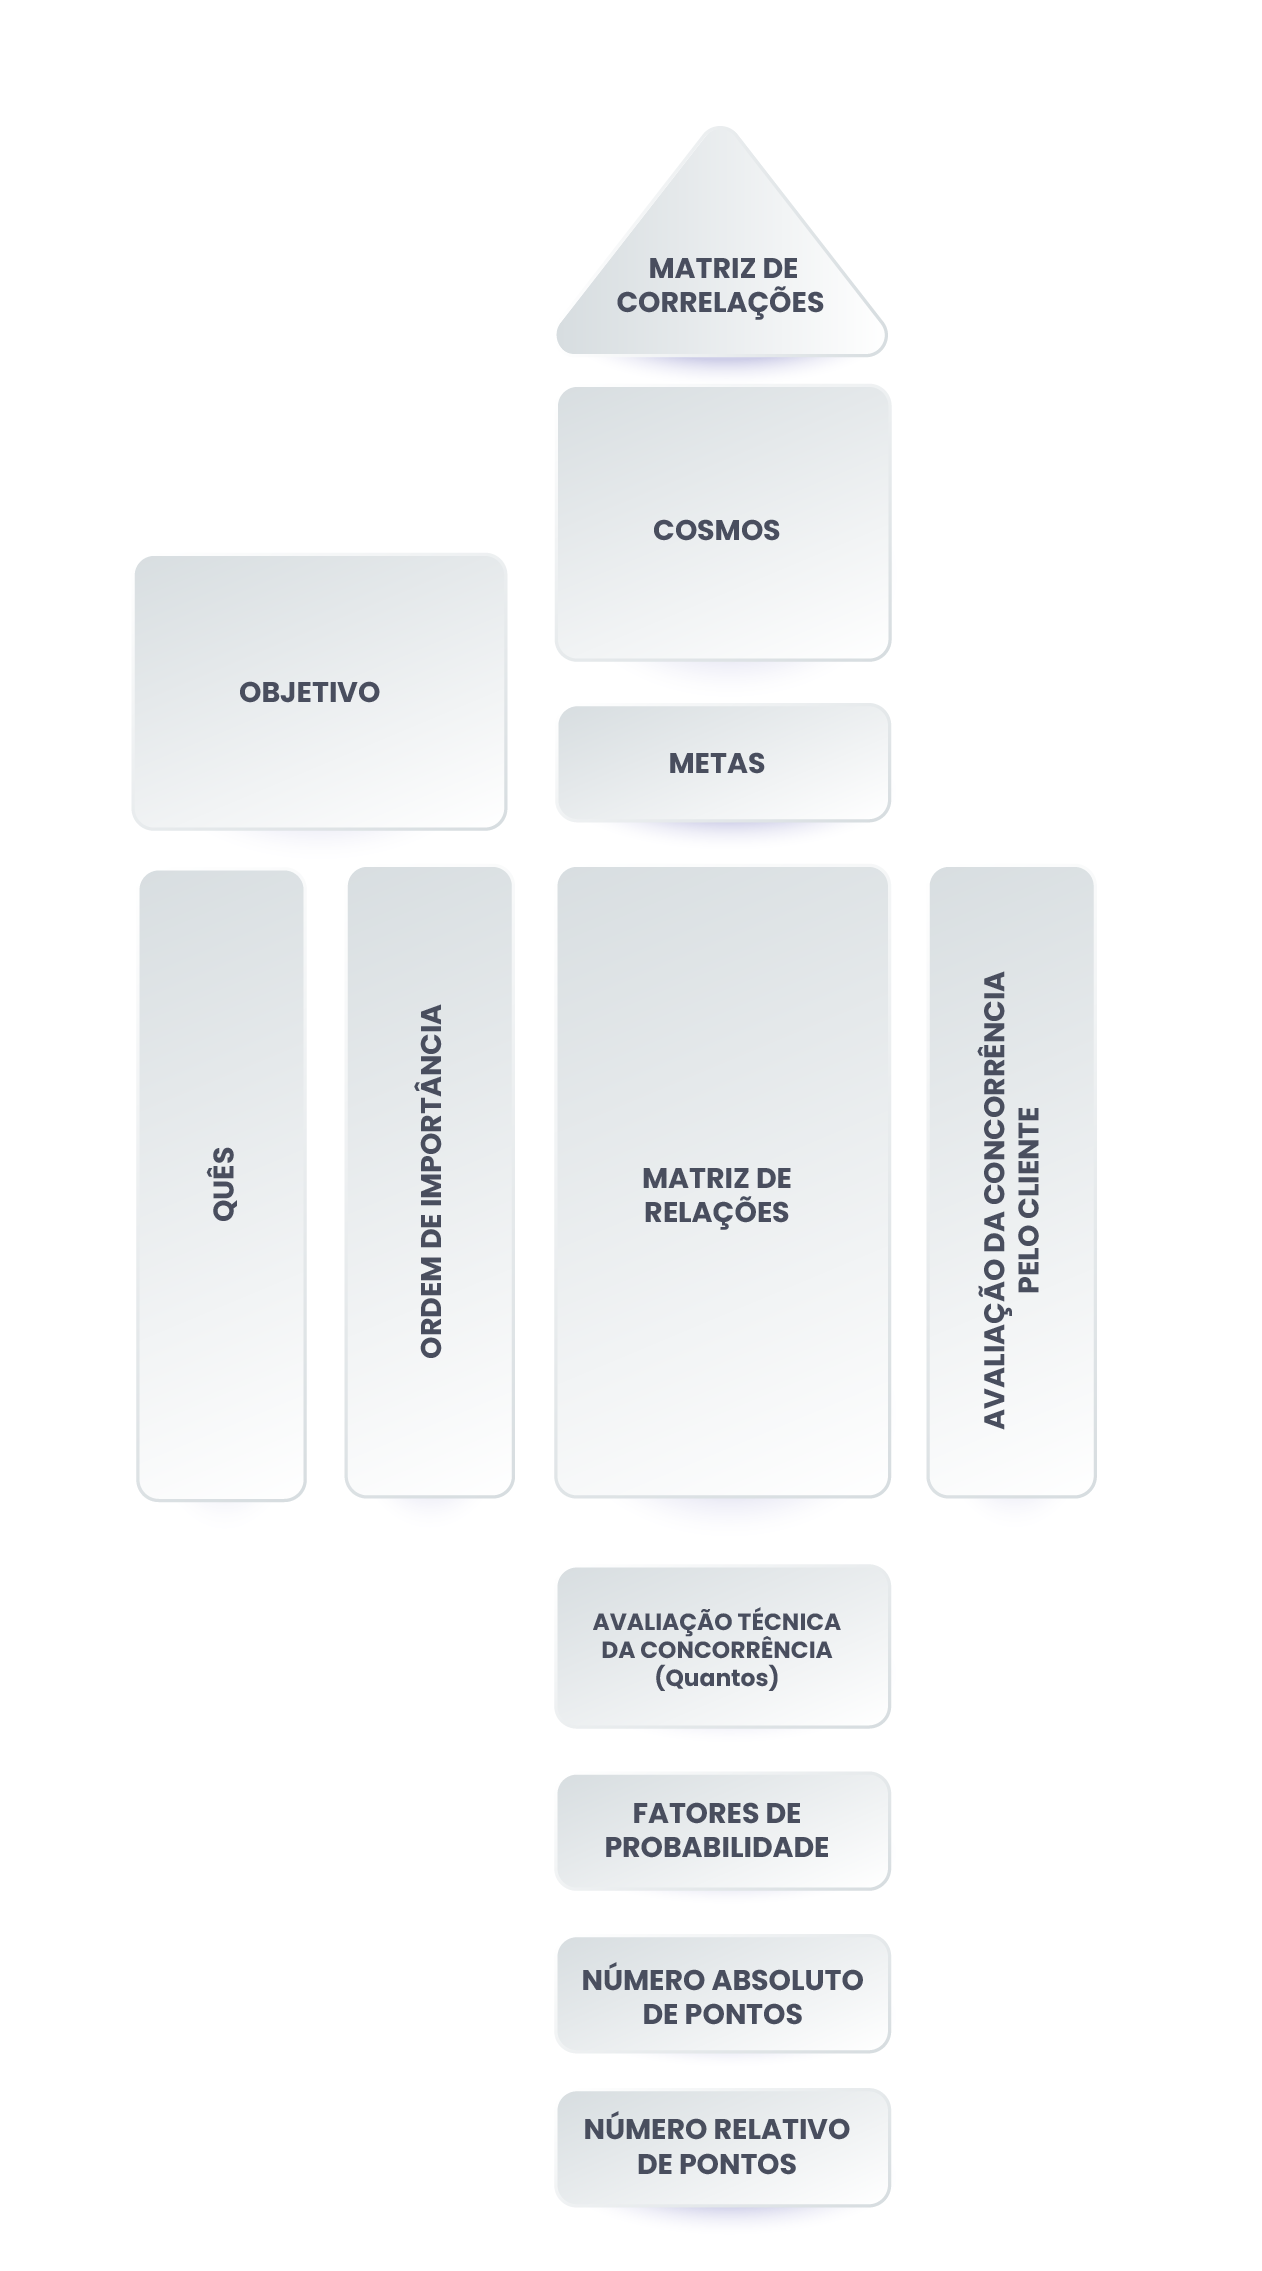 MATRIZ DE
CORRELAÇÕES
COSMOS
OBJETIVO
METAS
QUÊS
ORDEM DE IMPORTÂNCIA
MATRIZ DE
RELAÇÕES
AVALIAÇÃO DA CONCORRÊNCIA
PELO CLIENTE
AVALIAÇÃO TÉCNICA
DA CONCORRÊNCIA
(Quantos)
FATORES DE
PROBABILIDADE
NÚMERO ABSOLUTO
DE PONTOS
NÚMERO RELATIVO
DE PONTOS